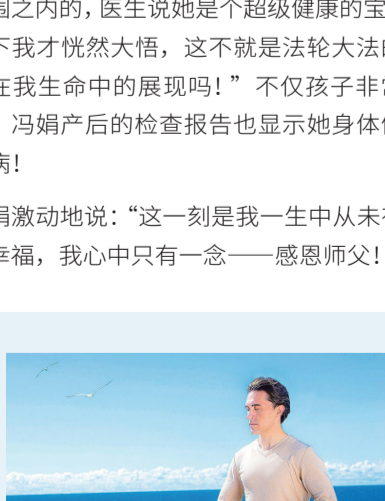 围之内的，医生说她是个超级健康的宝
下我才恍然大悟，这不就是法轮大法的
在我生命中的展现吗！”不仅孩子非常
，冯娟产后的检查报告也显示她身体
病！
娟激动地说：“这一刻是我一生中从未
幸福，我心中只有一念——感恩师父！